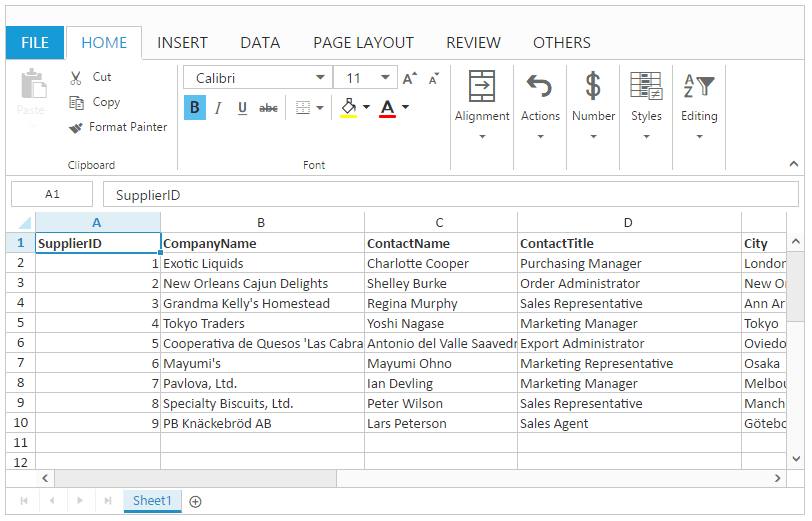 FILE HOME INSERT DATA PAGE LAYOUT REVIEW OTHERS
Paste
Cut
Copy
Format Painter
Clipboard
Calibri 11 A A
B I U abc A
Font
Alignment
Actions
$ Number
Styles
A Z Editing
A1 SupplierID
A B C D
1 SupplierID CompanyName ContactName ContactTitle City
2 1 Exotic Liquids Charlotte Cooper Purchasing Manager London
3 2 New Orleans Cajun Delights Shelley Burke Order Administrator New Or
4 3 Grandma Kelly's Homestead Regina Murphy Sales Representative Ann Ar
5 4 Tokyo Traders Yoshi Nagase Marketing Manager Tokyo
6 5 Cooperativa de Quesos 'Las Cabra Antonio del Valle Saavedr Export Administrator Oviedo
7 6 Mayumi's Mayumi Ohno Marketing Representative Osaka
8 7 Pavlova, Ltd. Ian Devling Marketing Manager Melbou
9 8 Specialty Biscuits, Ltd. Peter Wilson Sales Representative Manch
10 9 PB Knäckebröd AB Lars Peterson Sales Agent Götebo
11
12
Sheet1